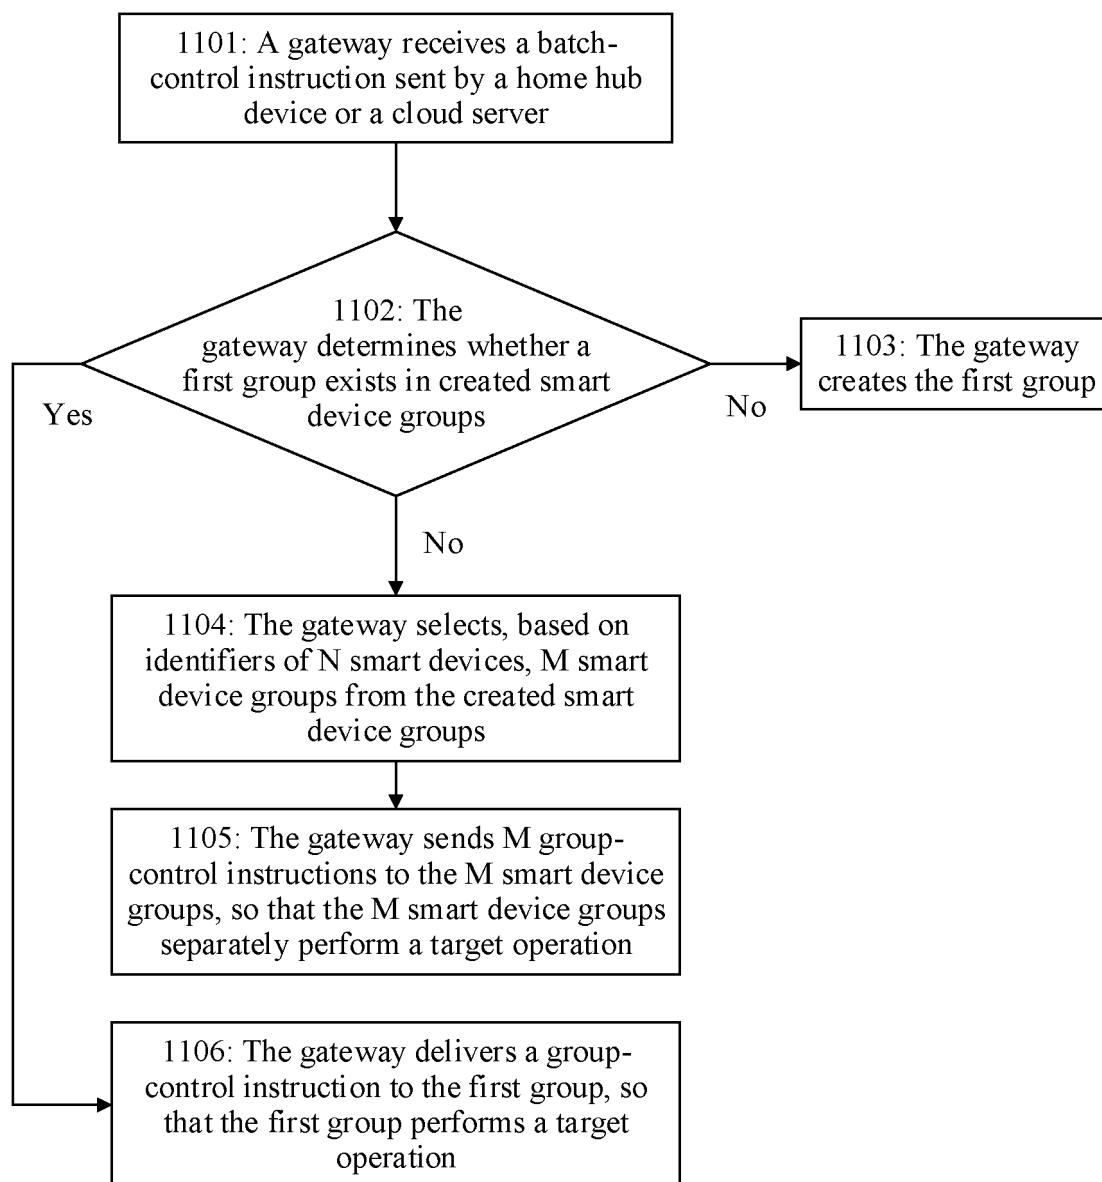 1101: A gateway receives a batch-
control instruction sent by a home hub
device or a cloud server
1102: The
gateway determines whether a
first group exists in created smart
device groups
Yes
No
1103: The gateway
creates the first group
No
1104: The gateway selects, based on
identifiers of N smart devices, M smart
device groups from the created smart
device groups
1105: The gateway sends M group-
control instructions to the M smart device
groups, so that the M smart device groups
separately perform a target operation
1106: The gateway delivers a group-
control instruction to the first group, so
that the first group performs a target
operation